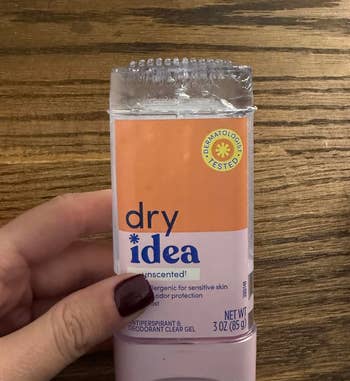 DERMATOLOGIST
TESTED
dry
idea
unscented†
allergenic for sensitive skin
odor protection
ANTIPERSPIRANT &
DEODORANT CLEAR GEL
NET WT
3 OZ (85 g)